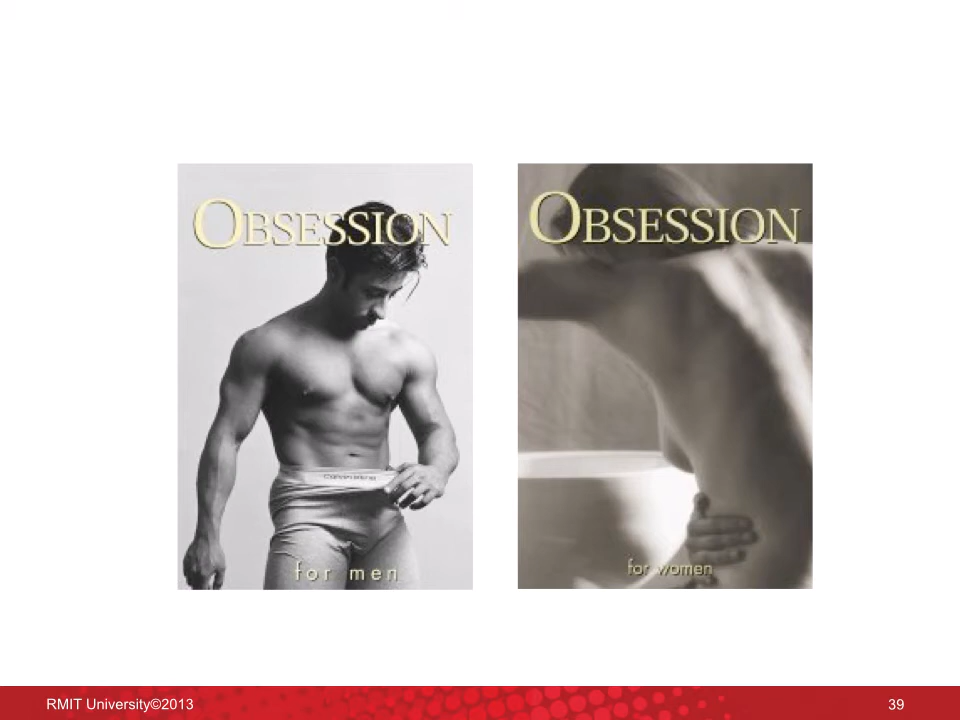 OBSESSION
for men
OBSESSION
for women
RMIT University©2013
39